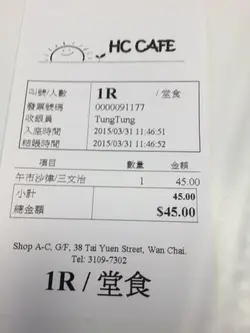 HC CAFE
叫號/人數 1R / 堂食
發票號碼 0000091177
收銀員 TungTung
入座時間 2015/03/31 11:46:51
結賬時間 2015/03/31 11:46:52
項目 數量 金額
午市沙律/三文治 1 45.00
小計 45.00
總金額 $45.00
Shop A-C, G/F, 38 Tai Yuen Street, Wan Chai.
Tel: 3109-7302
1R / 堂食